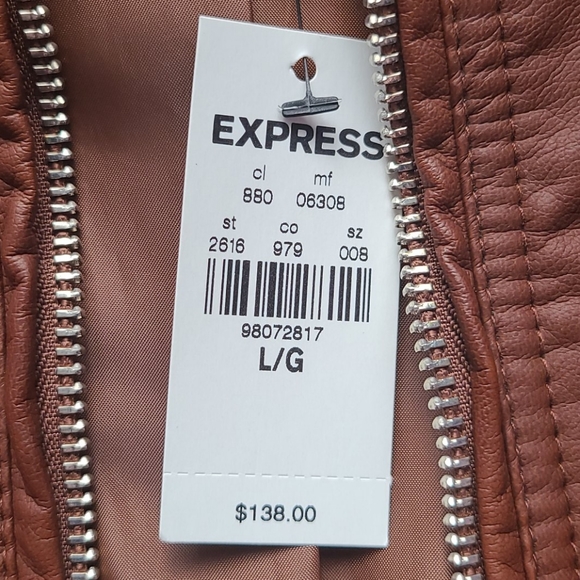 EXPRESS
cl mf
880 06308
st co sz
2616 979 008
98072817
L/G
$138.00